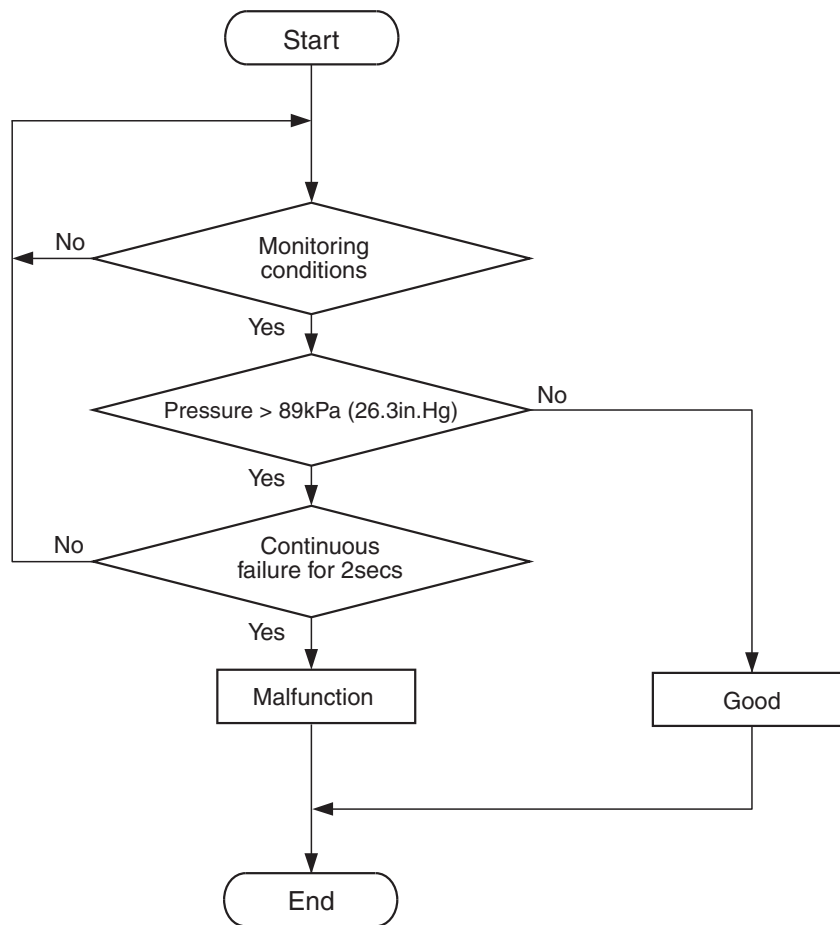 Start
No
Monitoring
conditions
Yes
Pressure > 89kPa (26.3in.Hg)
No
Yes
No
Continuous
failure for 2secs
Yes
Malfunction
Good
End